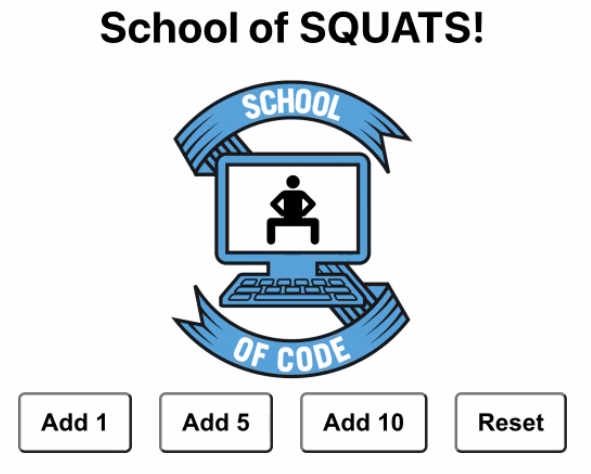 School of SQUATS!
SCHOOL
OF CODE
Add 1 Add 5 Add 10 Reset